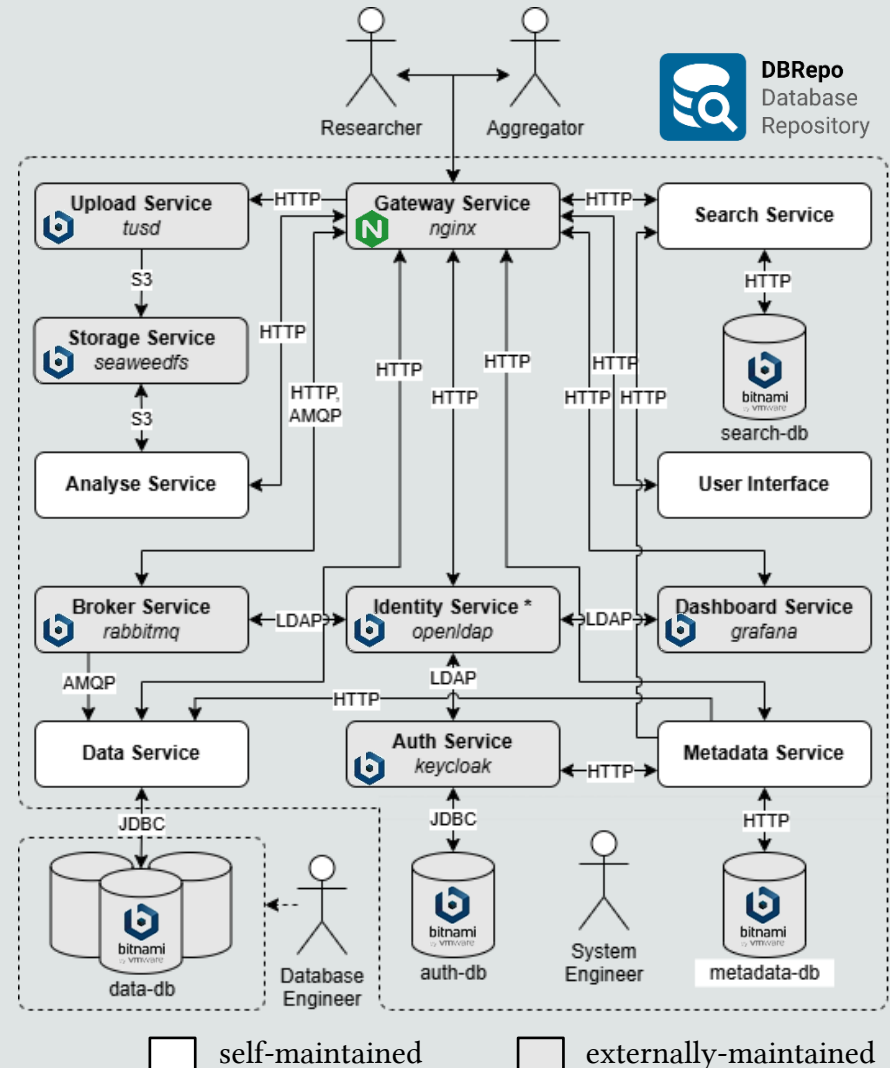 Researcher
Aggregator
DBRepo
Database
Repository
Upload Service
tusd
HTTP
Gateway Service
nginx
HTTP
Search Service
S3
HTTP
Storage Service
seaweedfs
HTTP
HTTP
HTTP
HTTP
HTTP
HTTP
HTTP,
AMQP
bitnami
by vmware
search-db
S3
Analyse Service
User Interface
Broker Service
rabbitmq
LDAP
Identity Service *
openldap
LDAP
Dashboard Service
grafana
AMQP
LDAP
HTTP
Data Service
Auth Service
keycloak
HTTP
Metadata Service
JDBC
JDBC
HTTP
bitnami
by vmware
data-db
Database
Engineer
bitnami
by vmware
auth-db
System
Engineer
bitnami
by vmware
metadata-db
self-maintained
externally-maintained